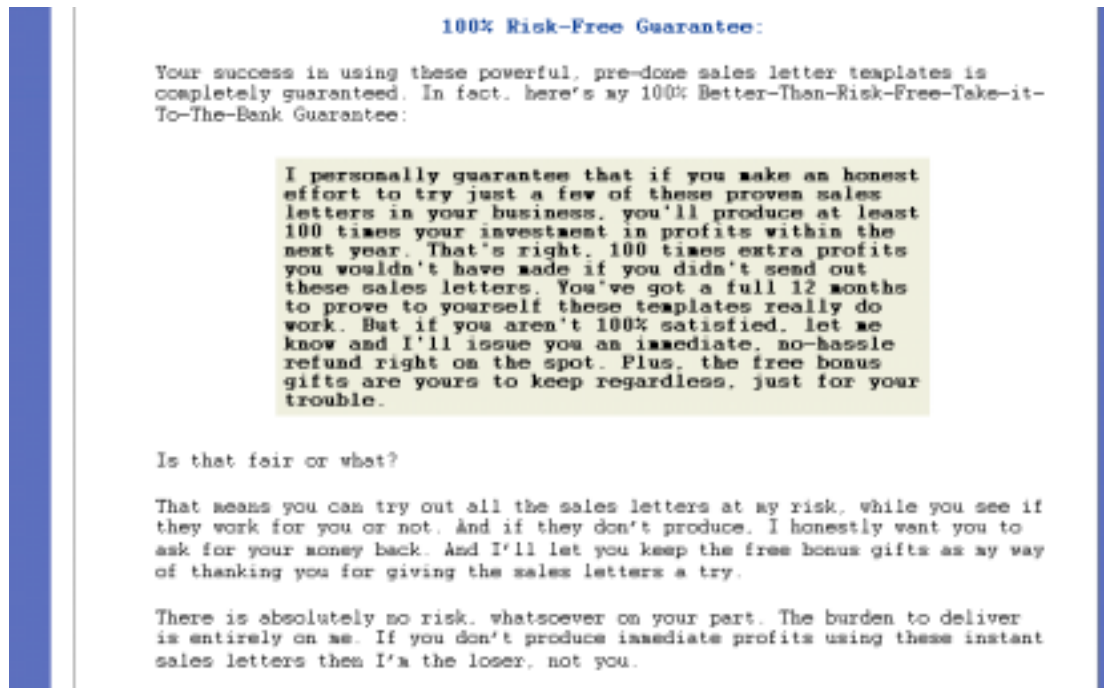 100% Risk-Free Guarantee:
Your success in using these powerful, pre-done sales letter templates is
completely guaranteed. In fact, here's my 100% Better-Than-Risk-Free-Take-it-
To-The-Bank Guarantee:
I personally guarantee that if you make an honest
effort to try just a few of these proven sales
letters in your business, you'll produce at least
100 times your investment in profits within the
next year. That's right, 100 times extra profits
you wouldn't have made if you didn't send out
these sales letters. You've got a full 12 months
to prove to yourself these templates really do
work. But if you aren't 100% satisfied, let me
know and I'll issue you an immediate, no-hassle
refund right on the spot. Plus, the free bonus
gifts are yours to keep regardless, just for your
trouble.
Is that fair or what?
That means you can try out all the sales letters at my risk, while you see if
they work for you or not. And if they don't produce, I honestly want you to
ask for your money back. And I'll let you keep the free bonus gifts as my way
of thanking you for giving the sales letters a try.
There is absolutely no risk, whatsoever on your part. The burden to deliver
is entirely on me. If you don't produce immediate profits using these instant
sales letters then I'm the loser, not you.